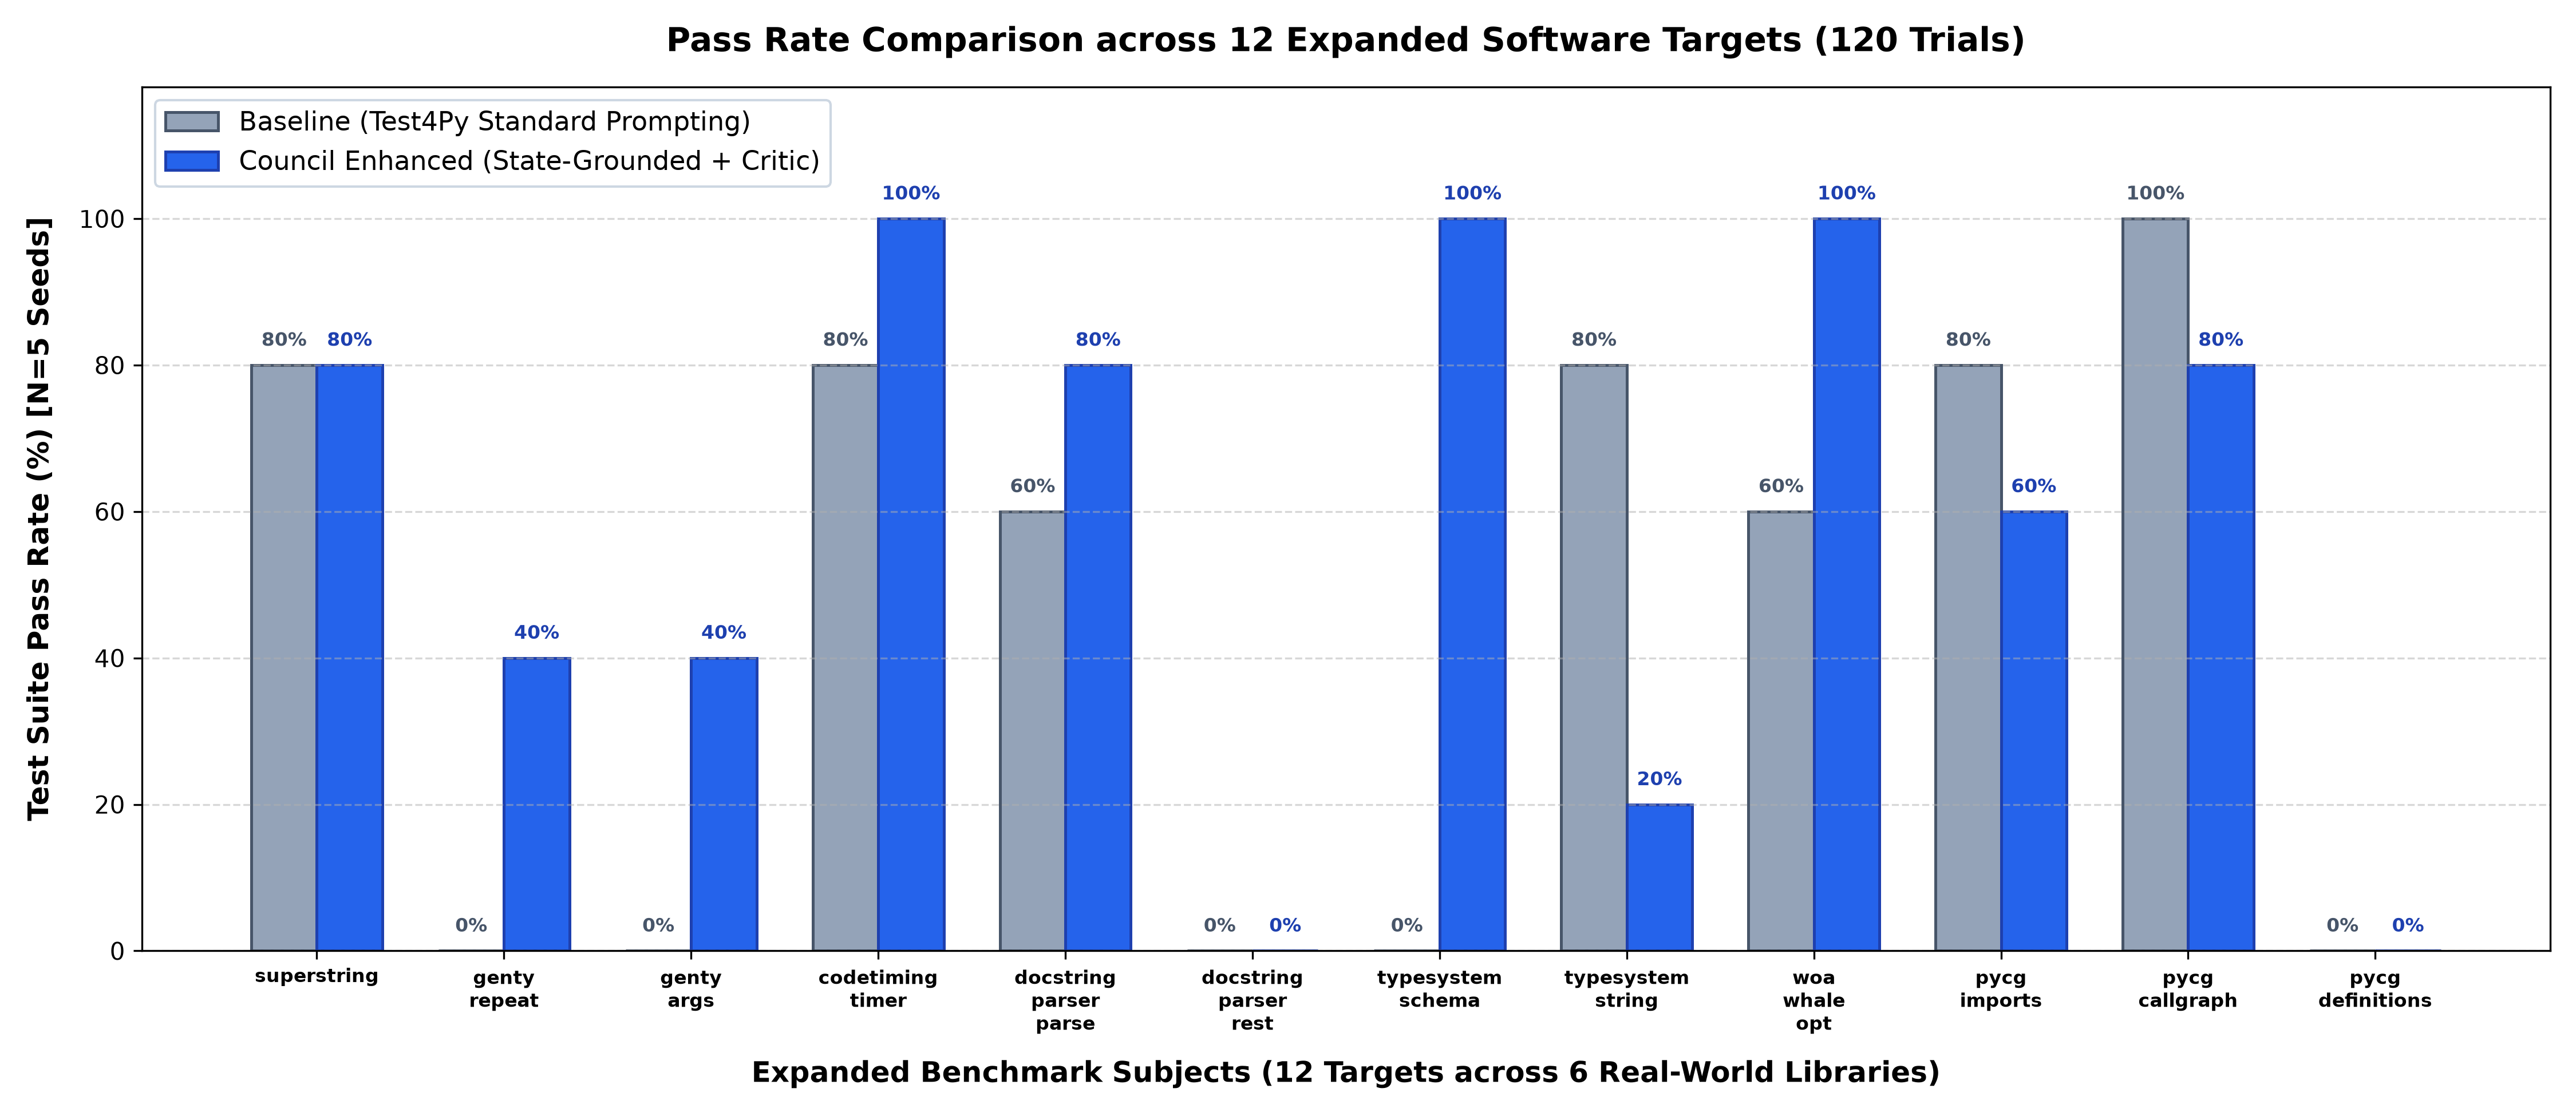 Pass Rate Comparison across 12 Expanded Software Targets (120 Trials)
Baseline (Test4Py Standard Prompting)
Council Enhanced (State-Grounded + Critic)
Test Suite Pass Rate (%) [N=5 Seeds]
100
80
60
40
20
0
80% 80%
0% 40%
0% 40%
80% 100%
60% 80%
0% 0%
0% 100%
80% 20%
60% 100%
80% 60%
100% 80%
0% 0%
superstring
genty
repeat
genty
args
codetiming
timer
docstring
parser
parse
docstring
parser
rest
typesystem
schema
typesystem
string
woa
whale
opt
pycg
imports
pycg
callgraph
pycg
definitions
Expanded Benchmark Subjects (12 Targets across 6 Real-World Libraries)